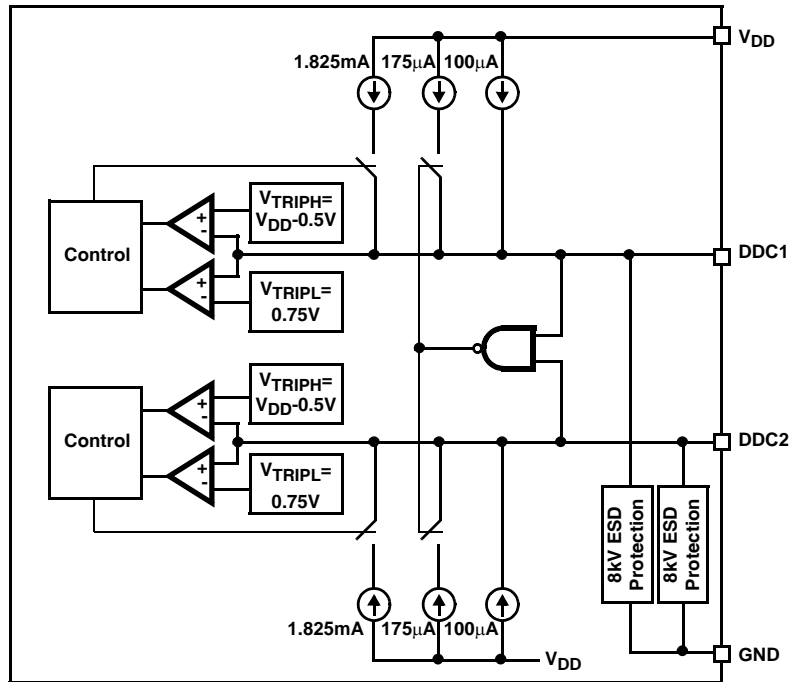 VDD
1.825mA 175μA 100μA
VTRIPH=
VDD-0.5V
+
-
Control
DDC1
+
-
VTRIPL=
0.75V
VTRIPH=
VDD-0.5V
+
-
Control
DDC2
+
-
VTRIPL=
0.75V
8kV ESD
Protection
8kV ESD
Protection
1.825mA 175μA 100μA
VDD
GND